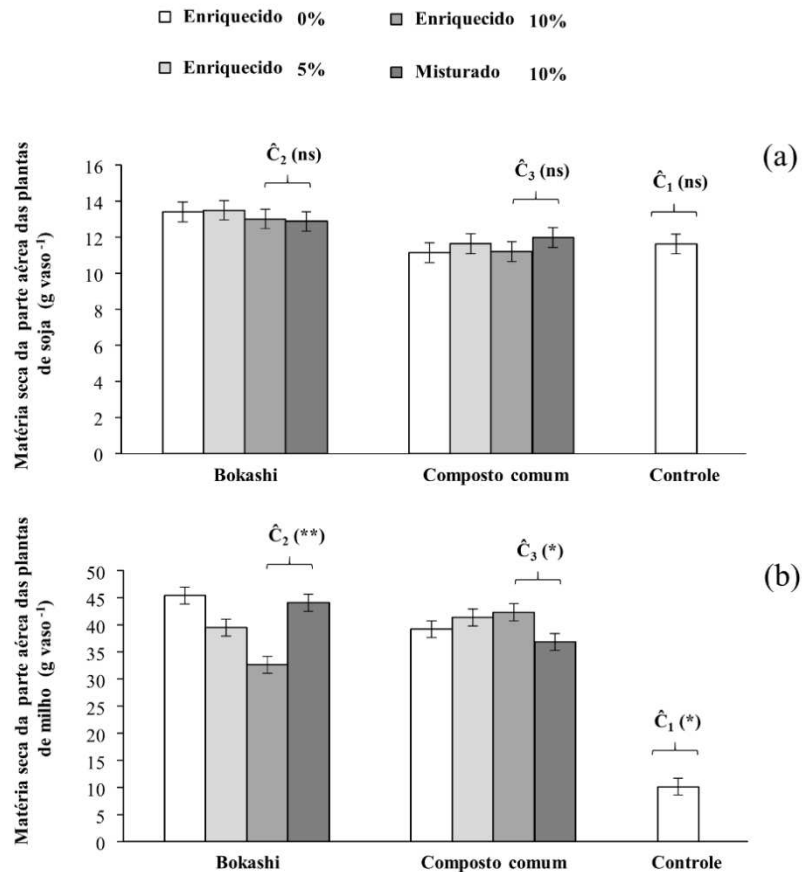 Enriquecido 0%
Enriquecido 10%
Enriquecido 5%
Misturado 10%
(a)
Matéria seca da parte aérea das plantas
de soja (g vaso⁻¹)
16
14
12
10
8
6
4
2
0
Ĉ₂ (ns)
Ĉ₃ (ns)
Ĉ₁ (ns)
Bokashi
Composto comum
Controle
(b)
Matéria seca da parte aérea das plantas
de milho (g vaso⁻¹)
50
45
40
35
30
25
20
15
10
5
0
Ĉ₂ (**)
Ĉ₃ (*)
Ĉ₁ (*)
Bokashi
Composto comum
Controle